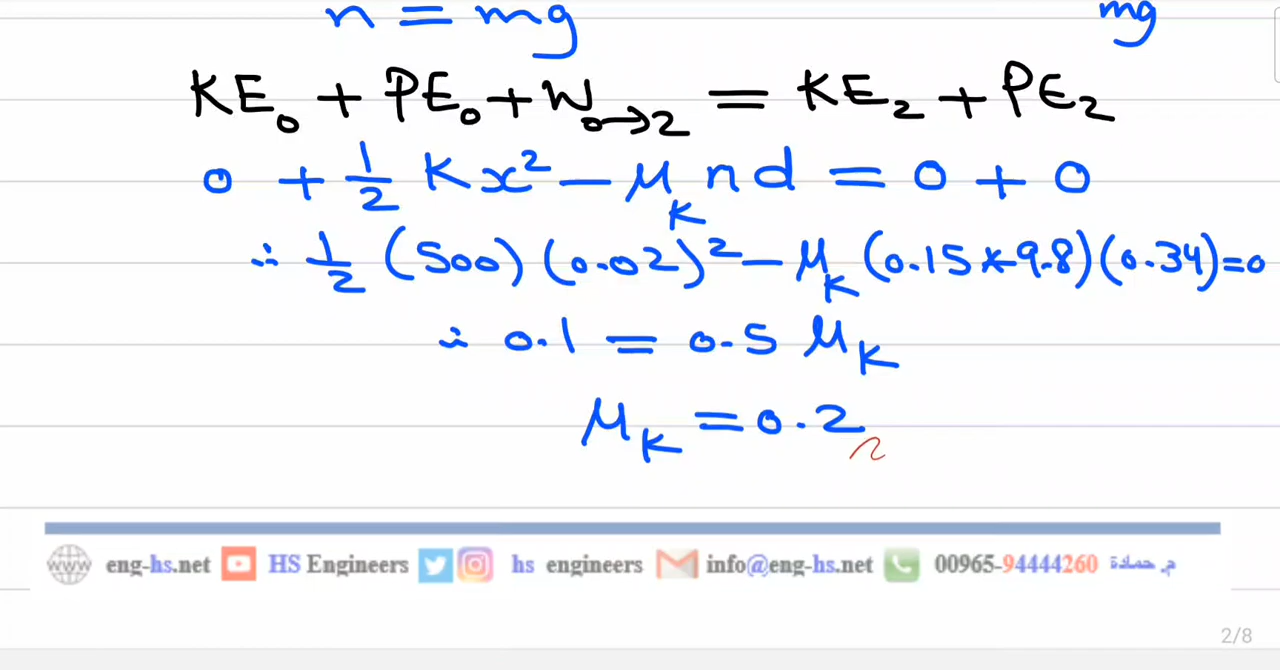 n = mg mg
KE₀ + PE₀ + W₀→₂ = KE₂ + PE₂
0 + 1/2 Kx² − μₖ n d = 0 + 0
∴ 1/2 (500) (0.02)² − μₖ (0.15*9.8)(0.34)=0
∴ 0.1 = 0.5 μₖ
μₖ = 0.2
www eng-hs.net HS Engineers hs engineers info@eng-hs.net 00965-94444260 م. حمادة
2/8